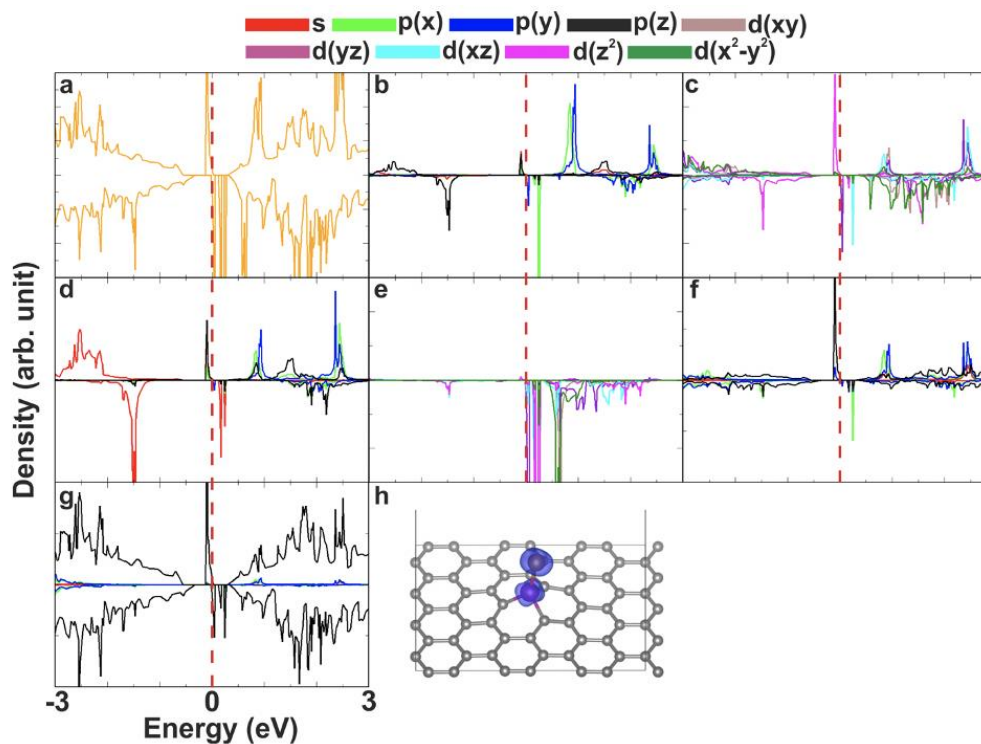 s p(x) p(y) p(z) d(xy)
d(yz) d(xz) d(z²) d(x²-y²)
a b c
d e f
g h
Density (arb. unit)
-3 0 3
Energy (eV)